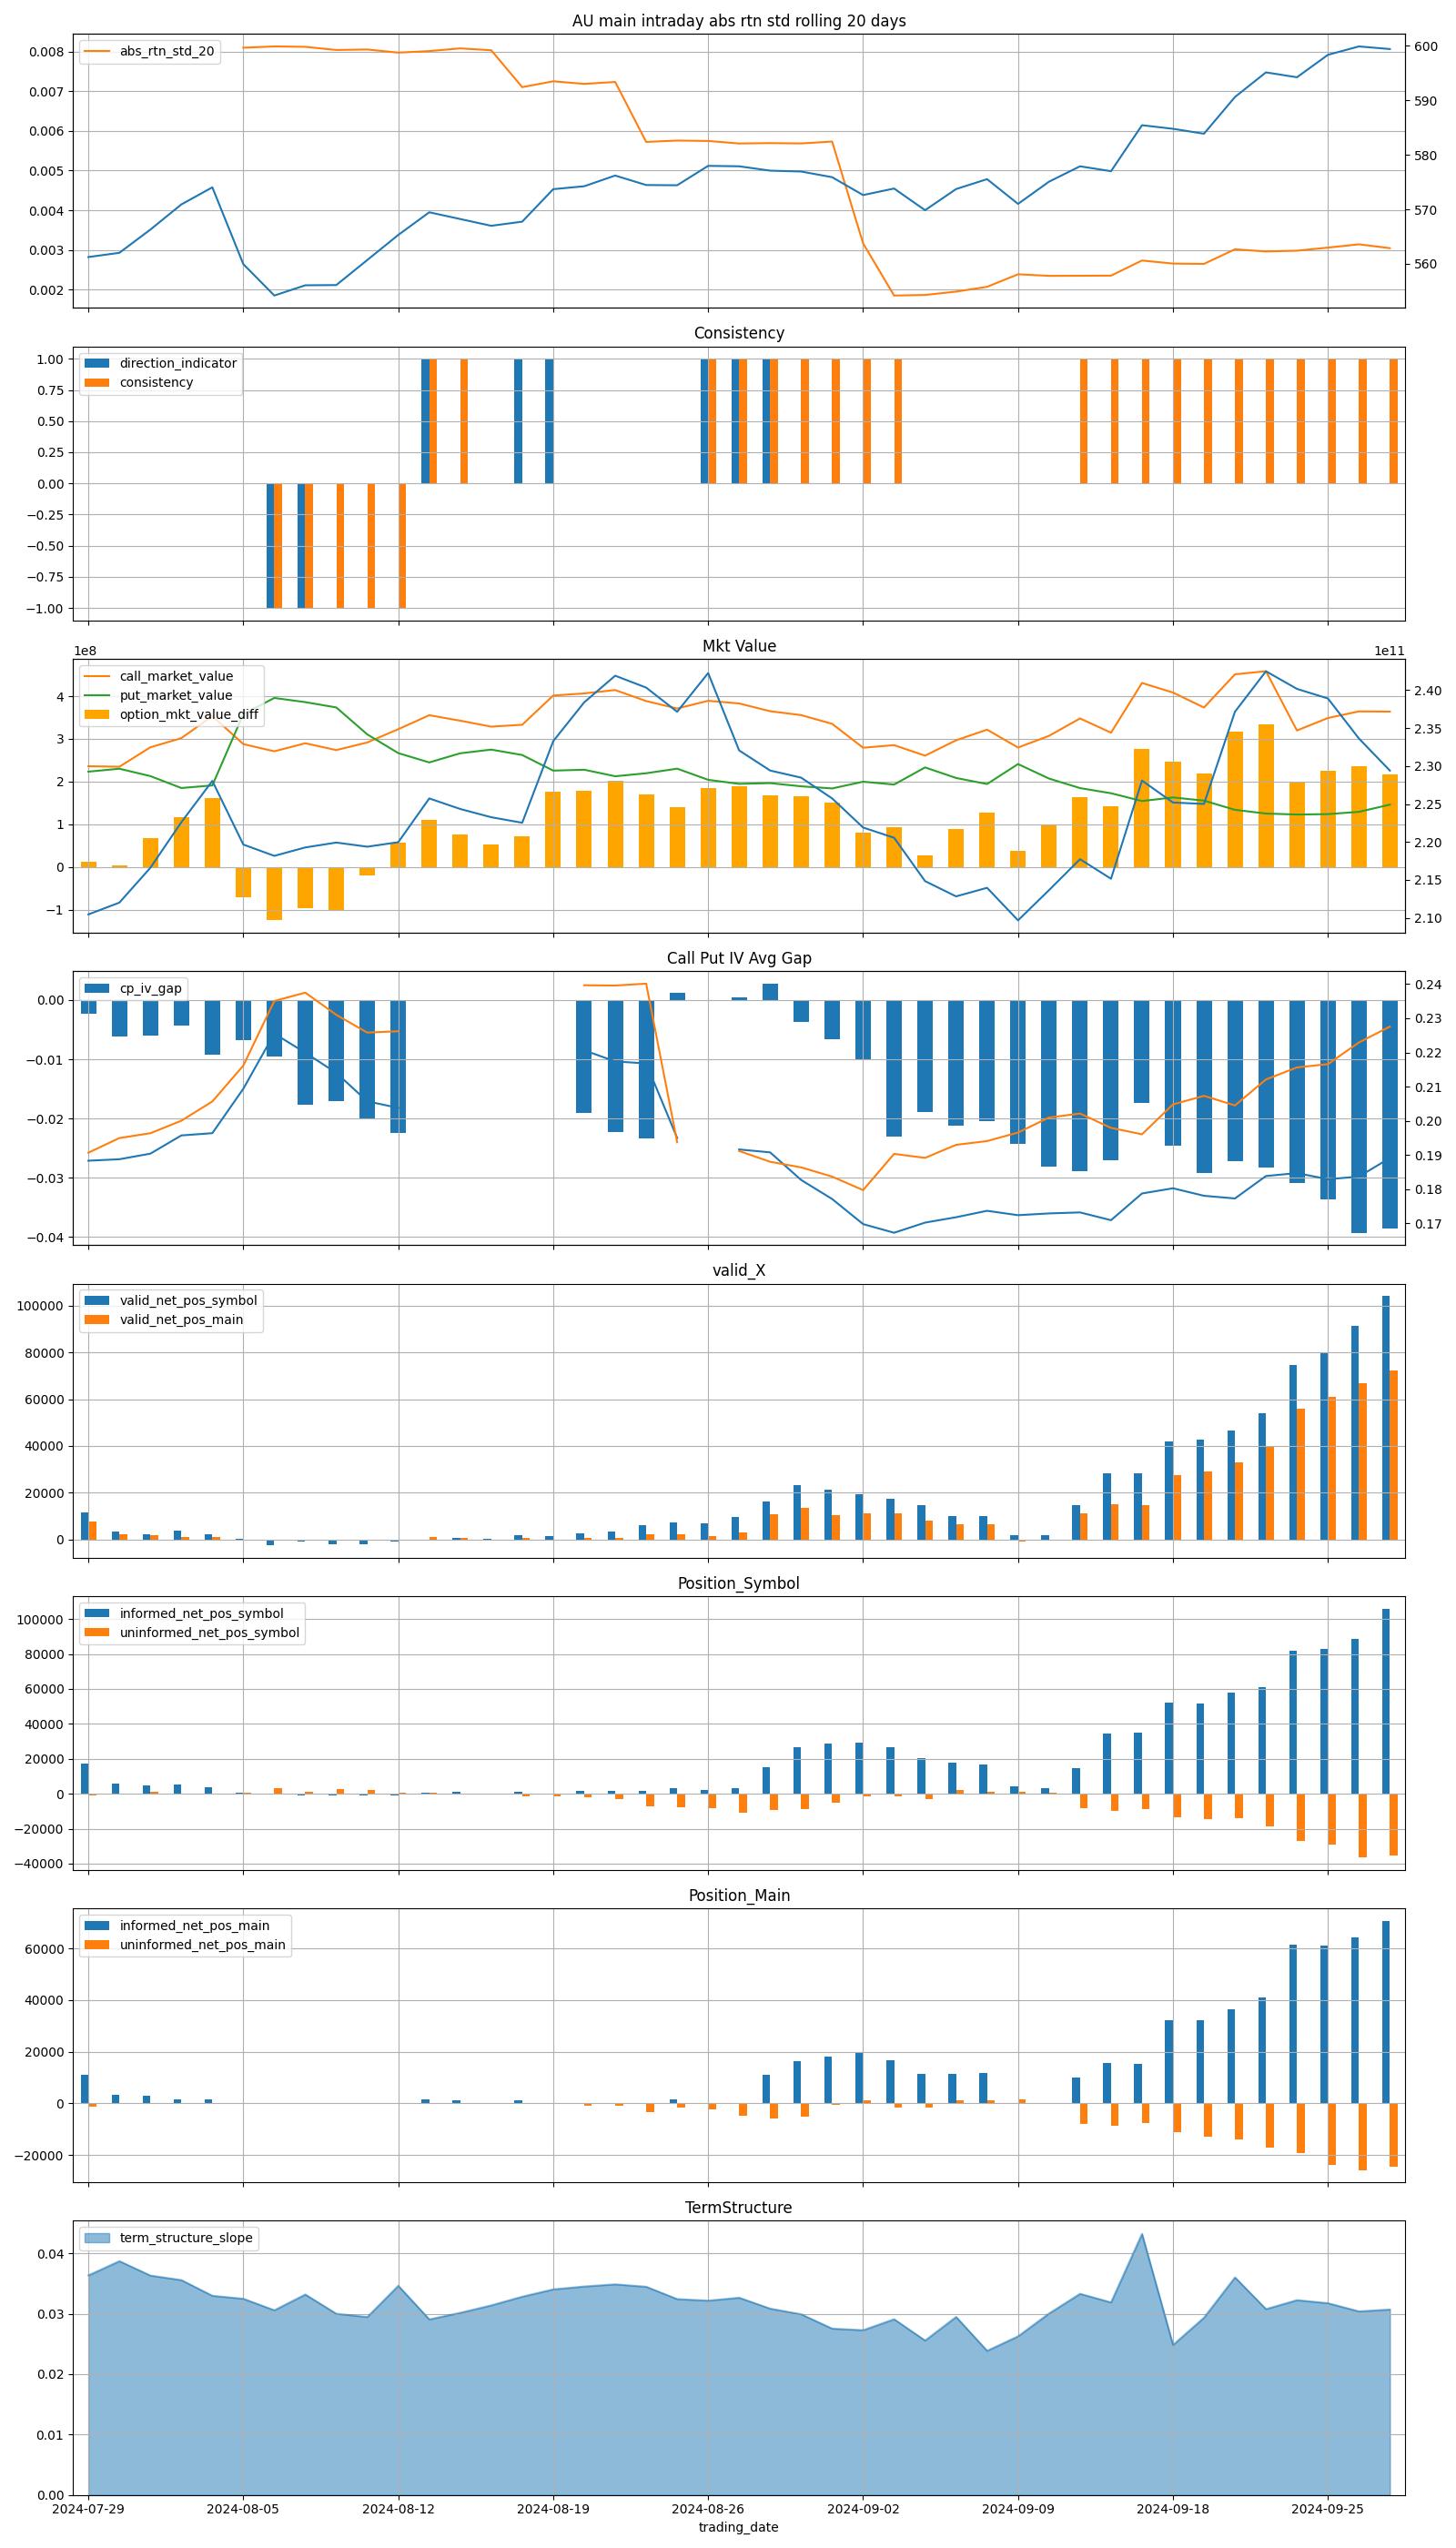 AU main intraday abs rtn std rolling 20 days
abs_rtn_std_20
0.008
0.007
0.006
0.005
0.004
0.003
0.002
600
590
580
570
560
Consistency
direction_indicator
consistency
1.00
0.75
0.50
0.25
0.00
−0.25
−0.50
−0.75
−1.00
Mkt Value
1e8
1e11
call_market_value
put_market_value
option_mkt_value_diff
4
3
2
1
0
−1
2.40
2.35
2.30
2.25
2.20
2.15
2.10
Call Put IV Avg Gap
cp_iv_gap
0.00
−0.01
−0.02
−0.03
−0.04
0.24
0.23
0.22
0.21
0.20
0.19
0.18
0.17
valid_X
valid_net_pos_symbol
valid_net_pos_main
100000
80000
60000
40000
20000
0
Position_Symbol
informed_net_pos_symbol
uninformed_net_pos_symbol
100000
80000
60000
40000
20000
0
−20000
−40000
Position_Main
informed_net_pos_main
uninformed_net_pos_main
60000
40000
20000
0
−20000
TermStructure
term_structure_slope
0.04
0.03
0.02
0.01
0.00
2024-07-29 2024-08-05 2024-08-12 2024-08-19 2024-08-26 2024-09-02 2024-09-09 2024-09-18 2024-09-25
trading_date